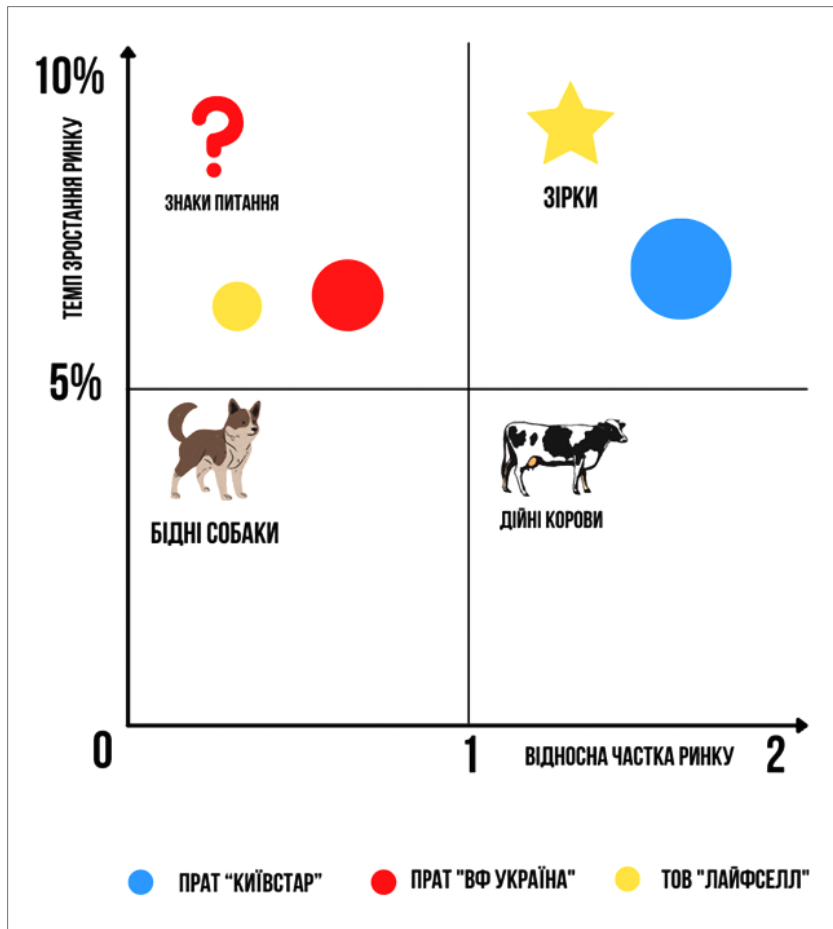 10%
ТЕМП ЗРОСТАННЯ РИНКУ
?
ЗНАКИ ПИТАННЯ
ЗІРКИ
5%
БІДНІ СОБАКИ
ДІЙНІ КОРОВИ
0
1
ВІДНОСНА ЧАСТКА РИНКУ
2
ПРАТ “КИЇВСТАР”
ПРАТ "ВФ УКРАЇНА"
ТОВ "ЛАЙФСЕЛЛ"